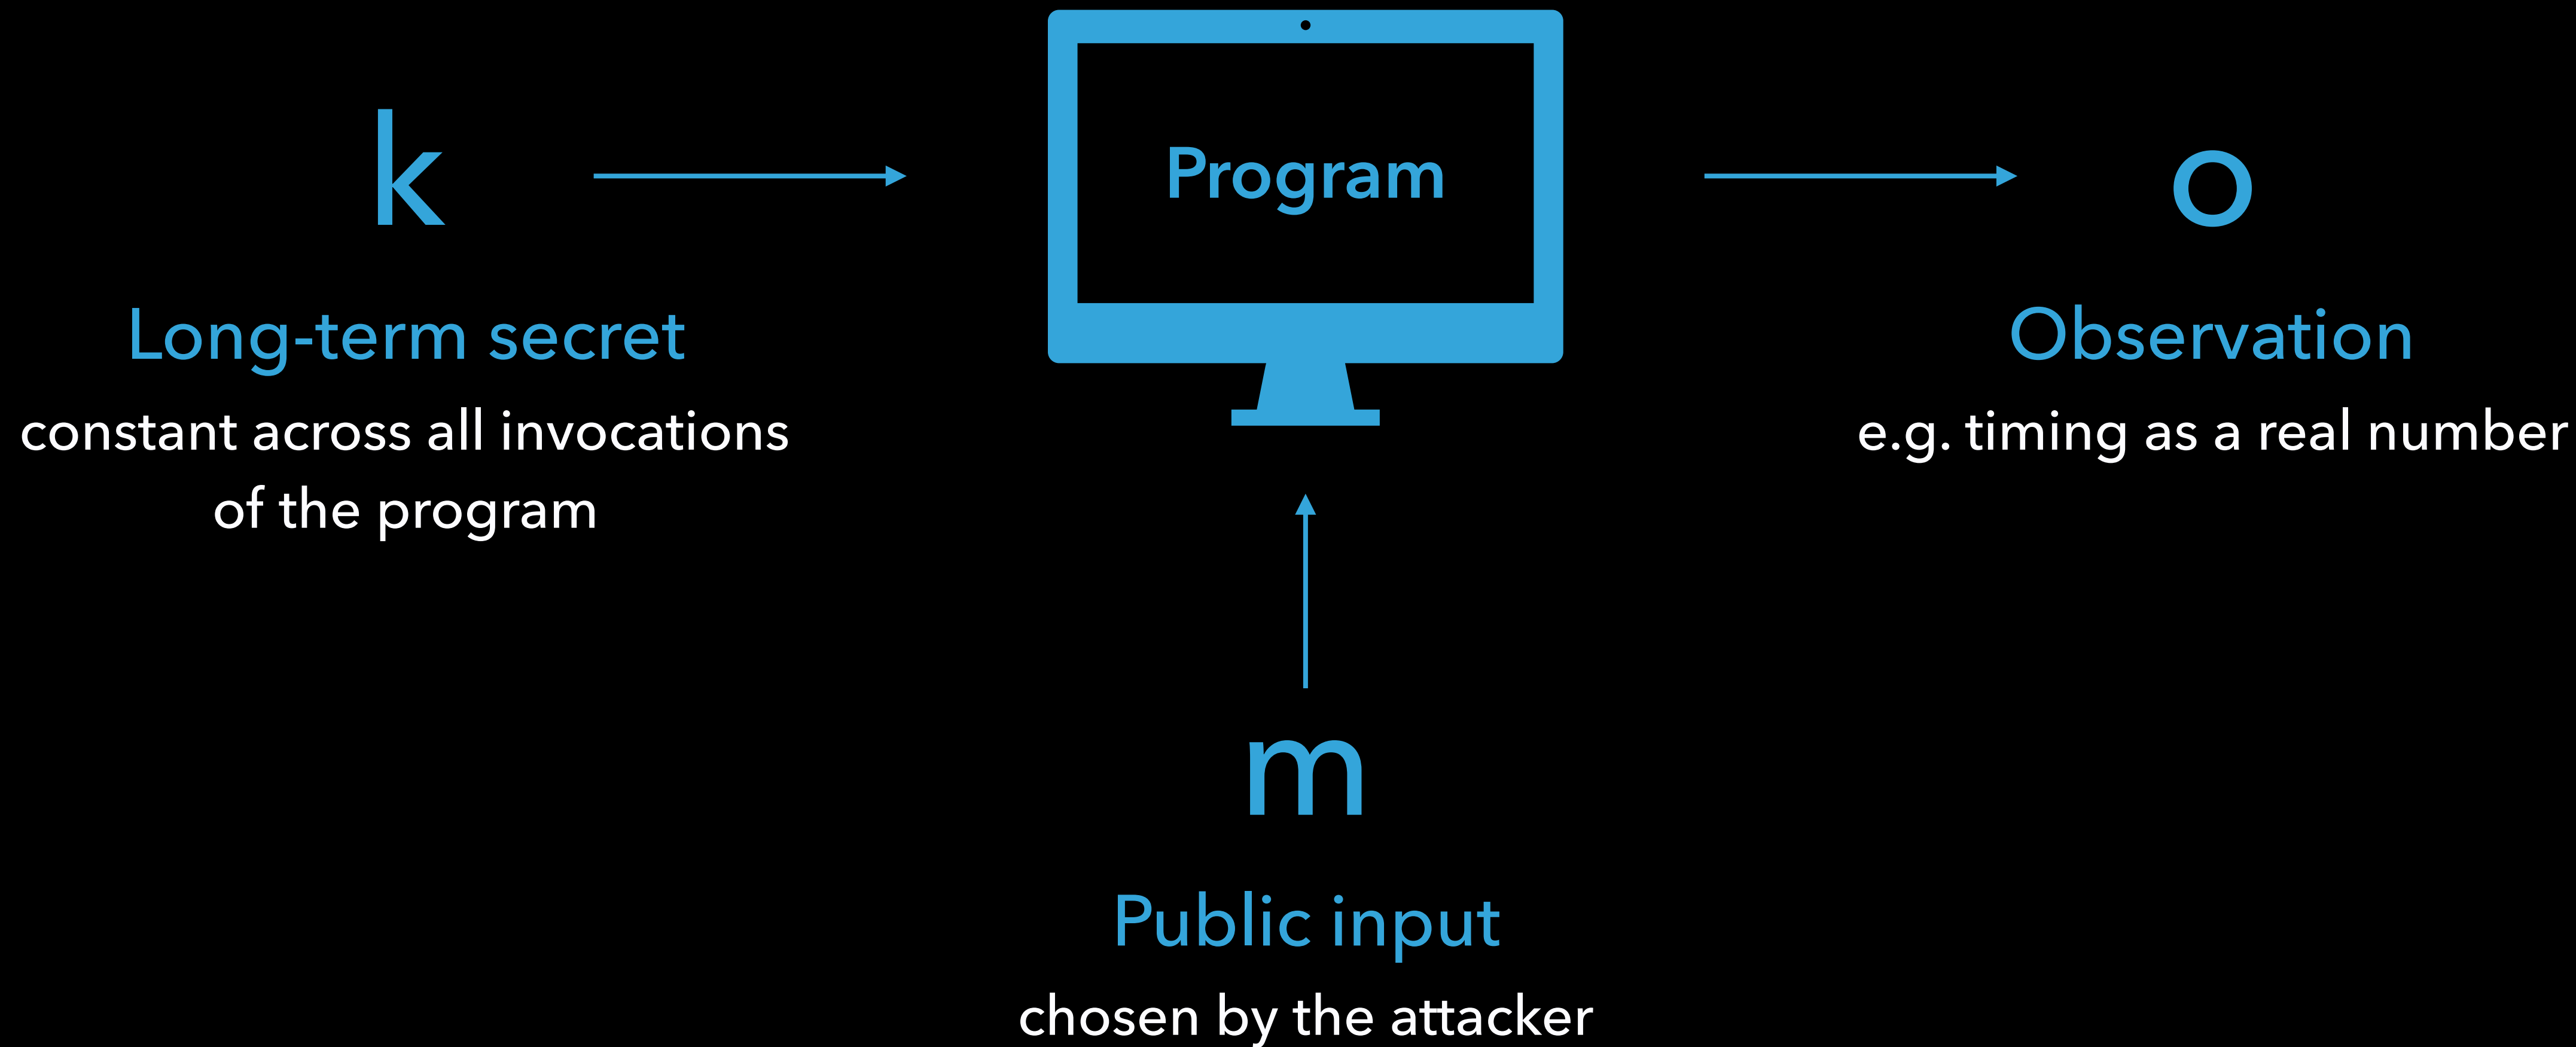 k
Long-term secret
constant across all invocations
of the program
Program
o
Observation
e.g. timing as a real number
m
Public input
chosen by the attacker